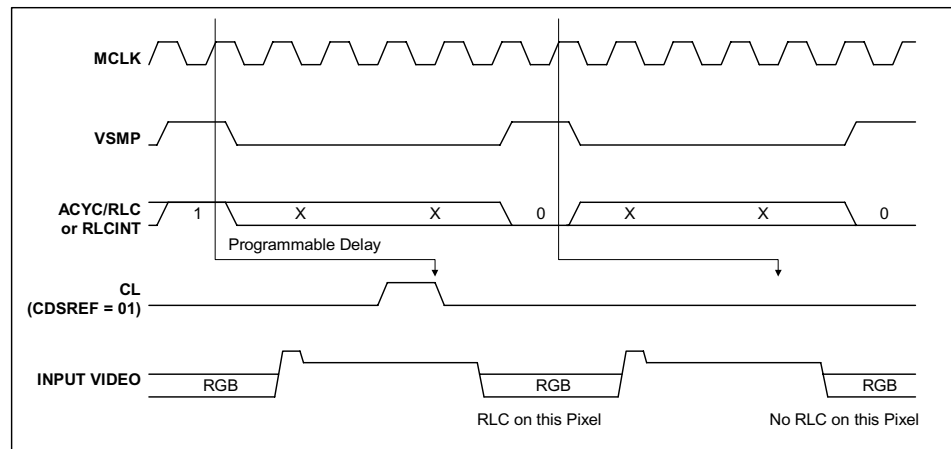 MCLK
VSMP
ACYC/RLC
or RLCINT
1 X X 0 X X 0
Programmable Delay
CL
(CDSREF = 01)
INPUT VIDEO
RGB RGB RGB
RLC on this Pixel No RLC on this Pixel